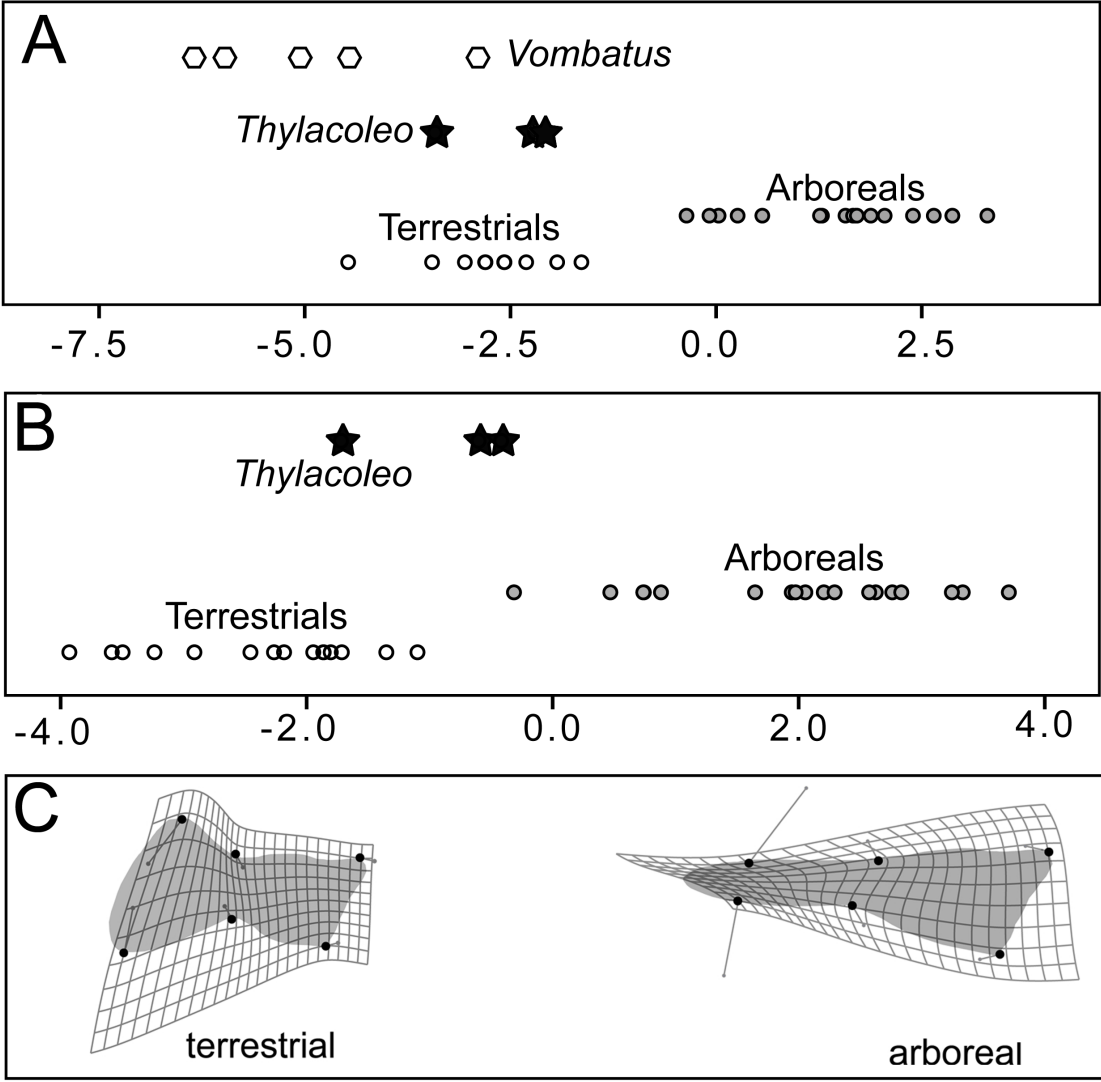 A
Vombatus
Thylacoleo
Arboreals
Terrestrials
-7.5 -5.0 -2.5 0.0 2.5
B
Thylacoleo
Arboreals
Terrestrials
-4.0 -2.0 0.0 2.0 4.0
C
terrestrial arboreal